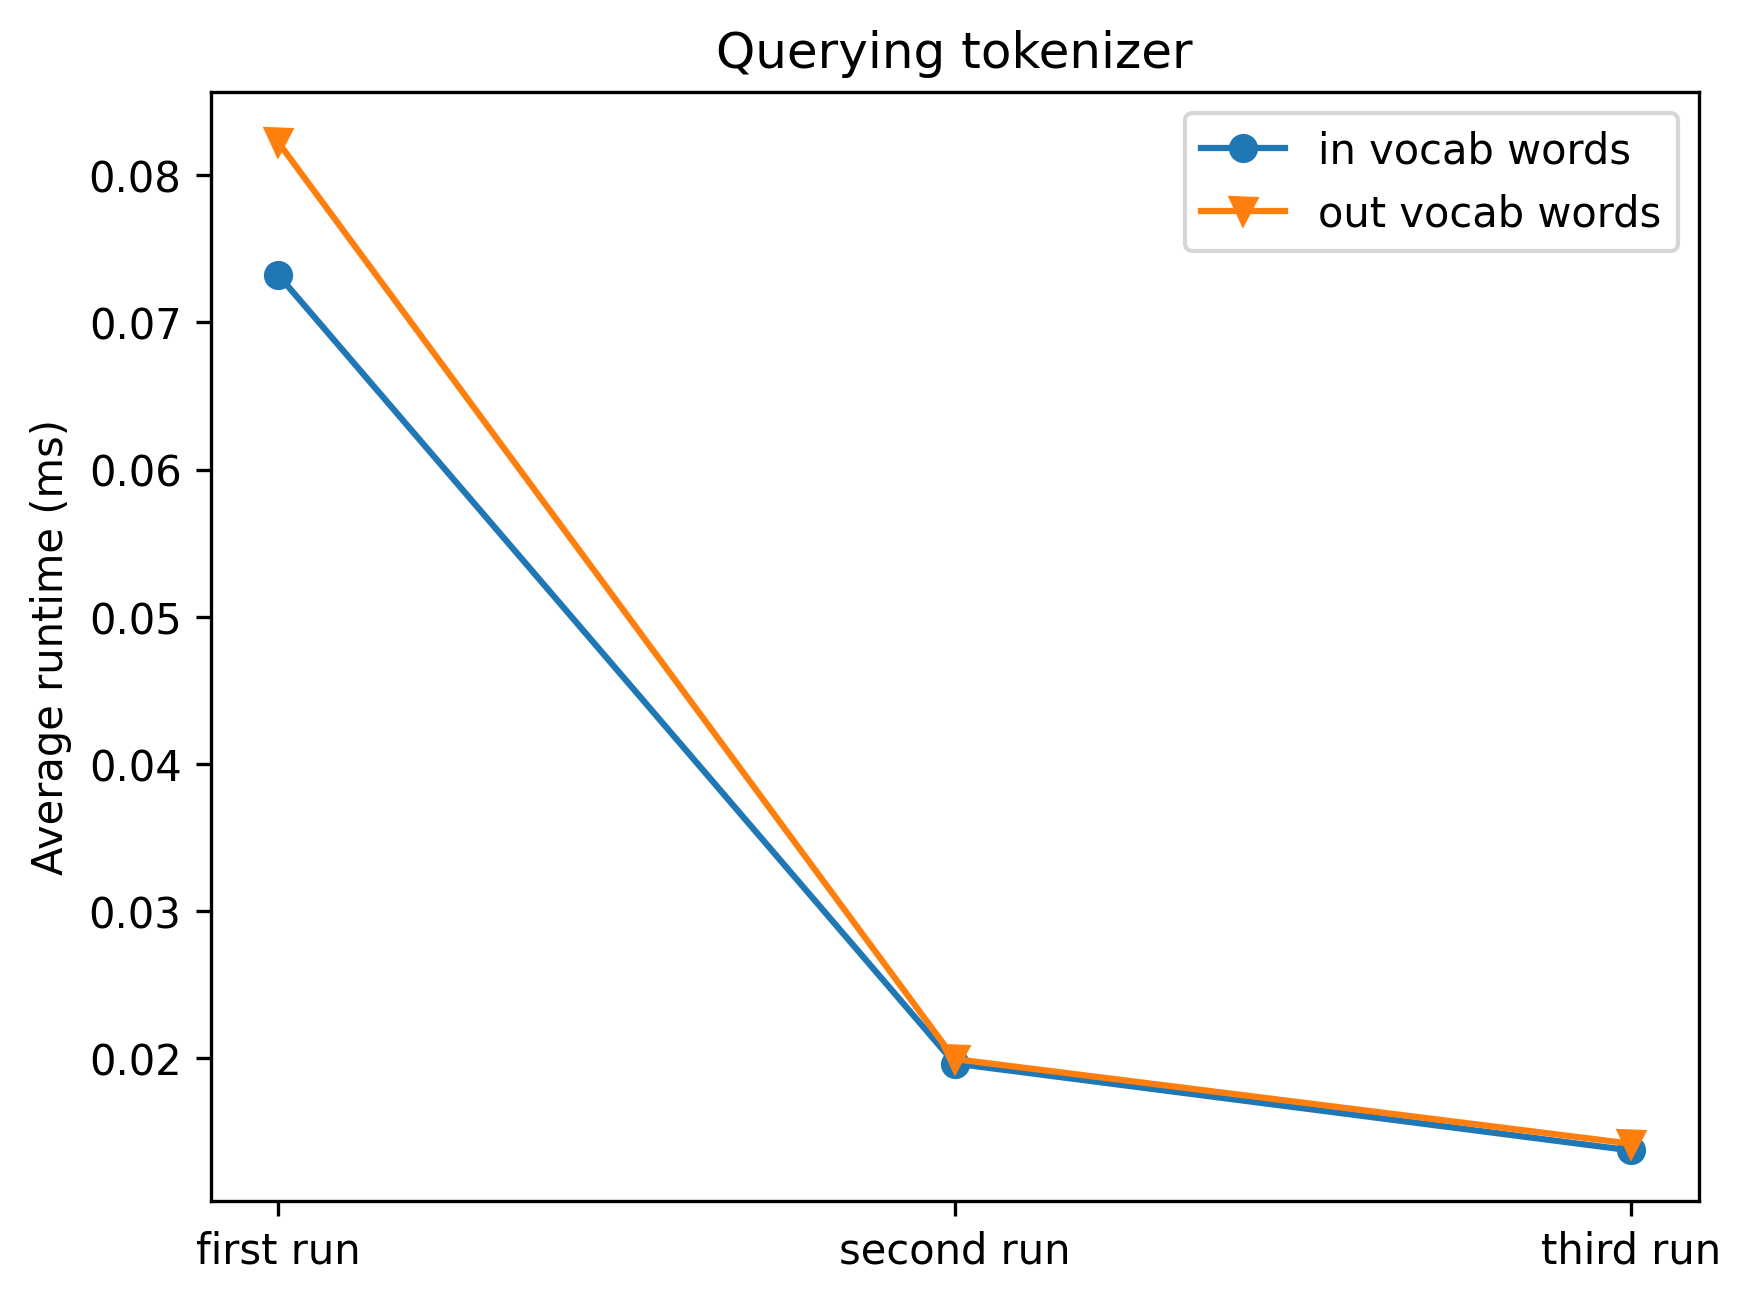 Querying tokenizer
in vocab words
out vocab words
Average runtime (ms)
0.08
0.07
0.06
0.05
0.04
0.03
0.02
first run
second run
third run